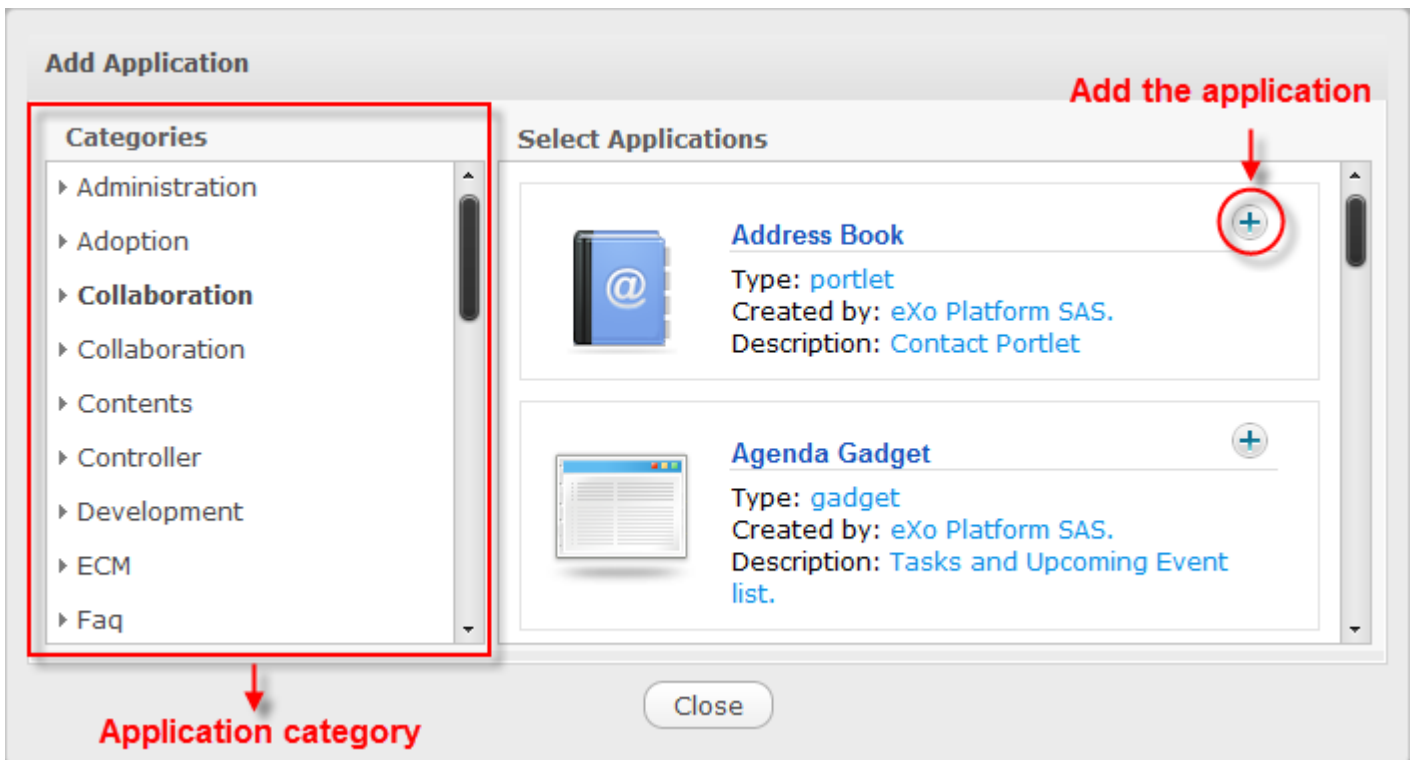 Add Application
Add the application
Categories
Administration
Adoption
Collaboration
Collaboration
Contents
Controller
Development
ECM
Faq
Select Applications
@
Address Book
Type: portlet
Created by: eXo Platform SAS.
Description: Contact Portlet
Agenda Gadget
Type: gadget
Created by: eXo Platform SAS.
Description: Tasks and Upcoming Event
list.
Application category
Close